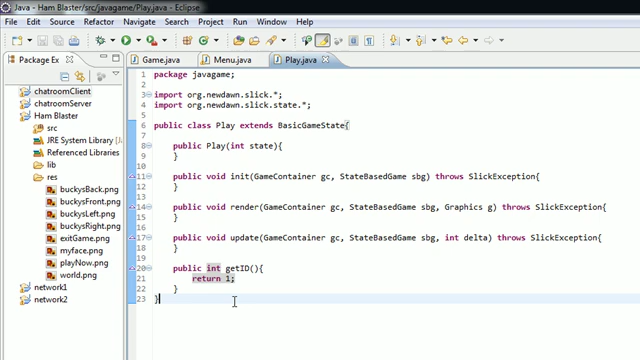 Java - Ham Blaster/src/javagame/Play.java - Eclipse
File Edit Source Refactor Navigate Search Project Run Window Help
Package Ex
Game.java Menu.java Play.java
chatroomClient
chatroomServer
Ham Blaster
src
JRE System Library [
Referenced Libraries
lib
res
buckysBack.png
buckysFront.png
buckysLeft.png
buckysRight.png
exitGame.png
myface.png
playNow.png
world.png
network1
network2
1 package javagame;
2
3 import org.newdawn.slick.*;
4 import org.newdawn.slick.state.*;
5
6 public class Play extends BasicGameState{
7
8 public Play(int state){
9 }
10
11 public void init(GameContainer gc, StateBasedGame sbg) throws SlickException{
12 }
13
14 public void render(GameContainer gc, StateBasedGame sbg, Graphics g) throws SlickException{
15 }
16
17 public void update(GameContainer gc, StateBasedGame sbg, int delta) throws SlickException{
18 }
19
20 public int getID(){
21 return 1;
22 }
23 }